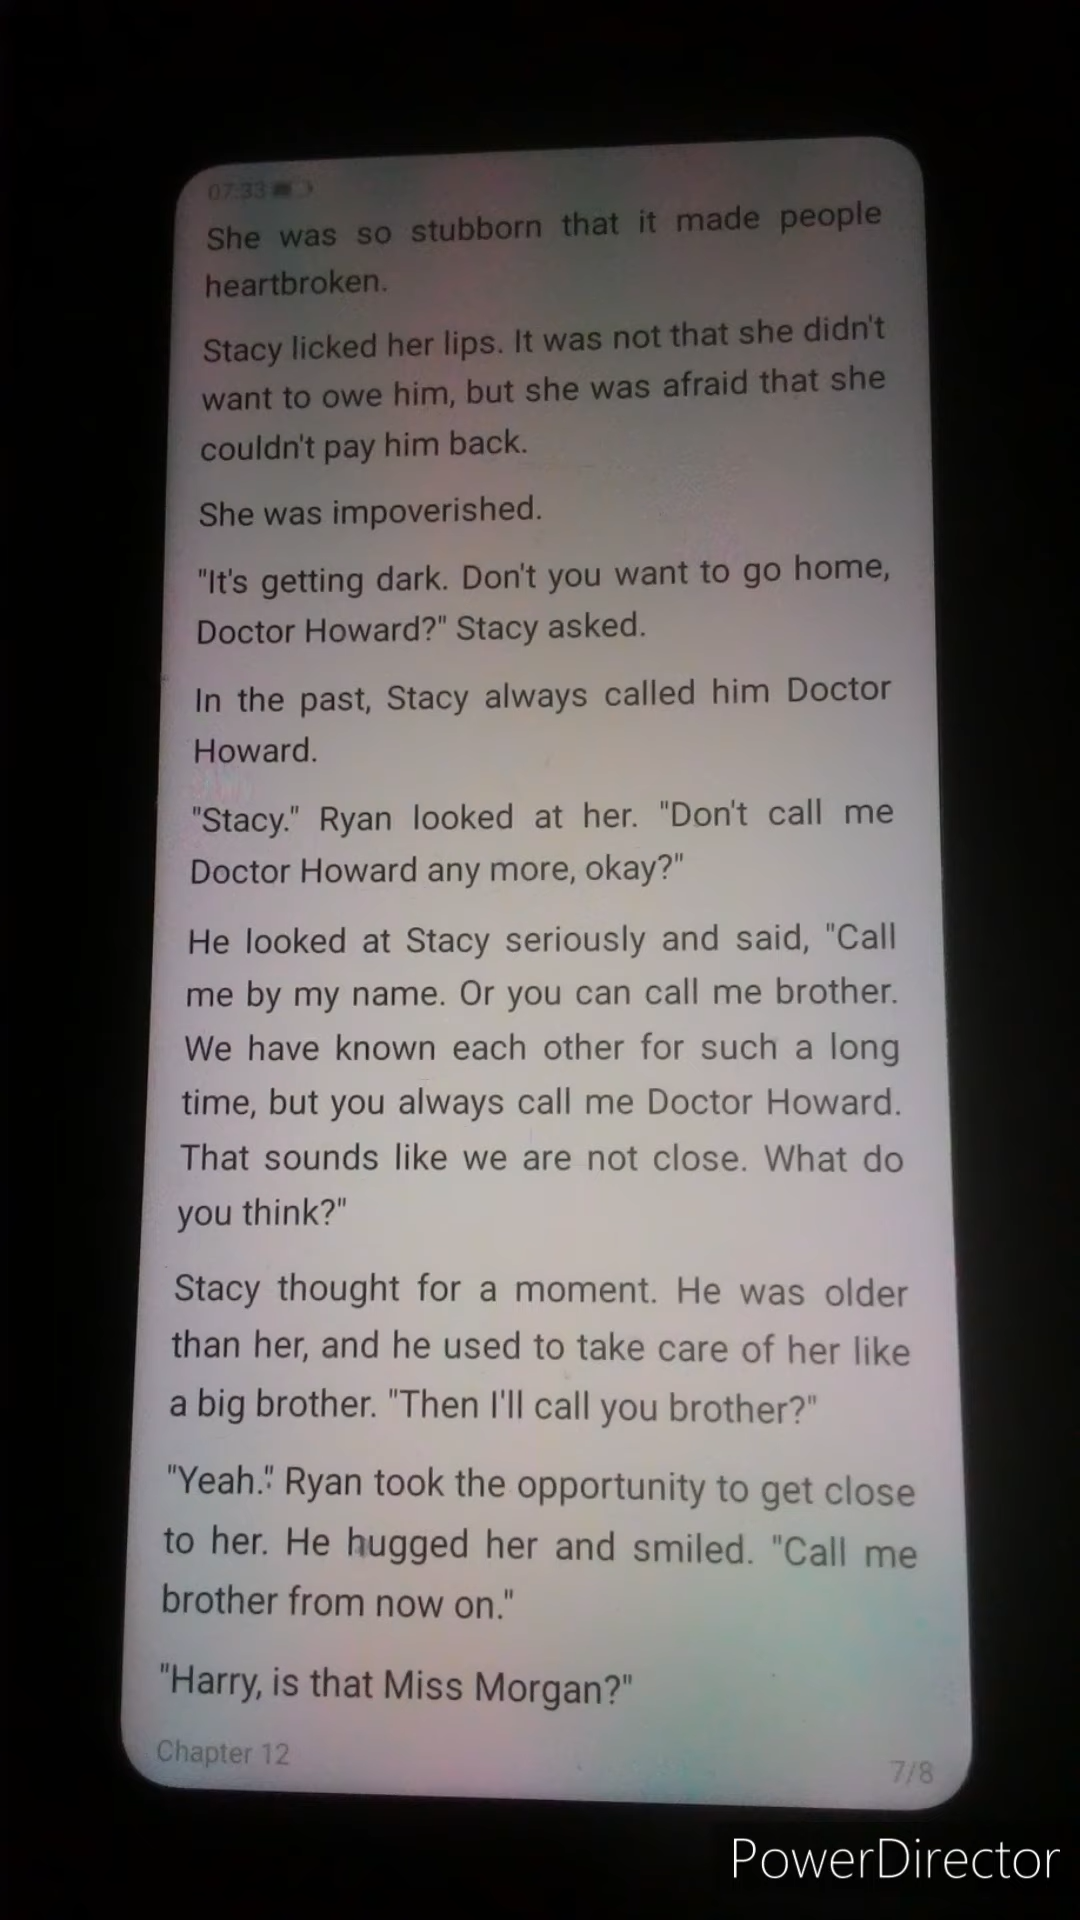 07:33
She was so stubborn that it made people
heartbroken.
Stacy licked her lips. It was not that she didn't
want to owe him, but she was afraid that she
couldn't pay him back.
She was impoverished.
"It's getting dark. Don't you want to go home,
Doctor Howard?" Stacy asked.
In the past, Stacy always called him Doctor
Howard.
"Stacy." Ryan looked at her. "Don't call me
Doctor Howard any more, okay?"
He looked at Stacy seriously and said, "Call
me by my name. Or you can call me brother.
We have known each other for such a long
time, but you always call me Doctor Howard.
That sounds like we are not close. What do
you think?"
Stacy thought for a moment. He was older
than her, and he used to take care of her like
a big brother. "Then I'll call you brother?"
"Yeah." Ryan took the opportunity to get close
to her. He hugged her and smiled. "Call me
brother from now on."
"Harry, is that Miss Morgan?"
Chapter 12
7/8
PowerDirector